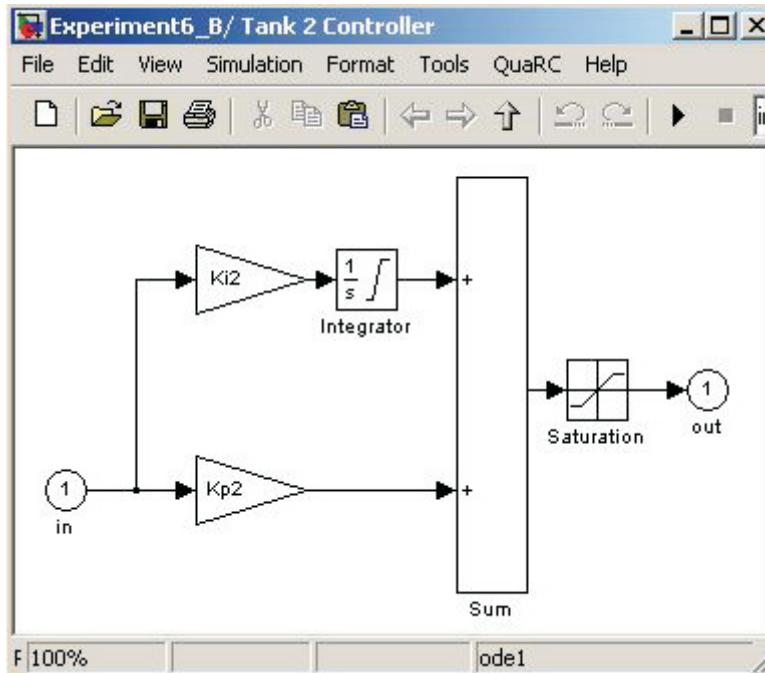 Experiment6_B/ Tank 2 Controller
File Edit View Simulation Format Tools QuaRC Help
Ki2
1
s
Integrator
+
Saturation
1
out
1
in
Kp2
+
Sum
100%
ode1